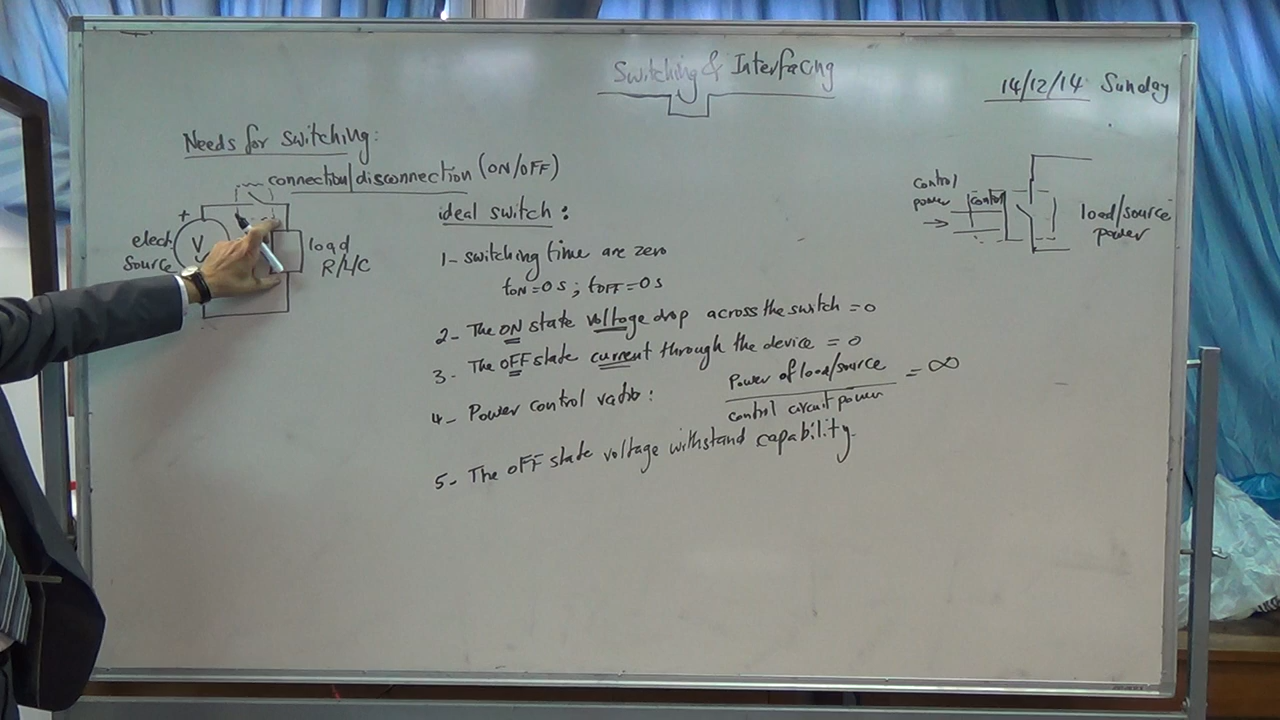 Switching & Interfacing
14/12/14 Sunday
Needs for switching:
connection/disconnection (ON/OFF)
+
elect.
Source
V
load
R/L/C
ideal switch:
1- switching time are zero
tON=0s ; tOFF=0s
2- The ON state voltage drop across the switch = 0
3- The OFF state current through the device = 0
4- Power control ratio: Power of load/source / control circuit power = ∞
5- The OFF state voltage withstand capability.
control
power
control
load/source
power